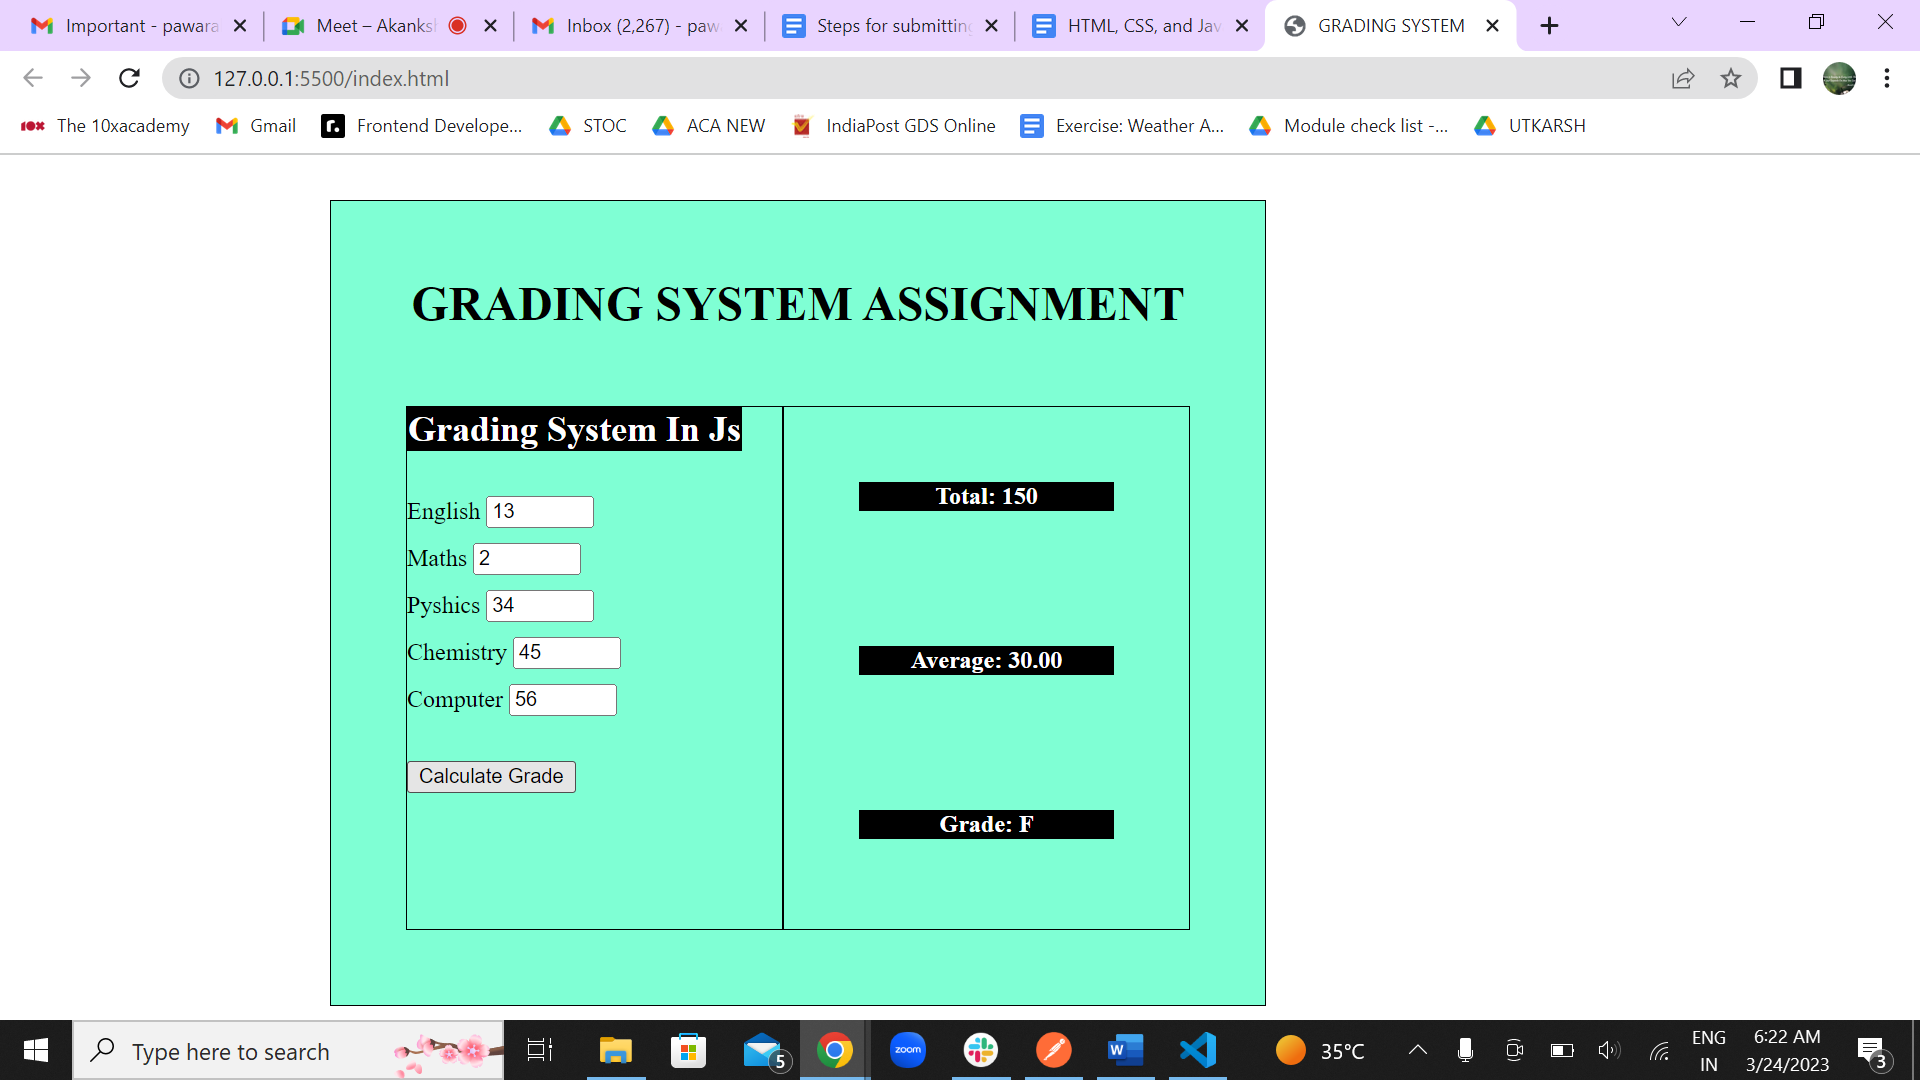 Important - pawara
Meet – Akanksh
Inbox (2,267) - paw
Steps for submitting
HTML, CSS, and Jav
GRADING SYSTEM
127.0.0.1:5500/index.html
10X The 10xacademy
Gmail
r. Frontend Develope...
STOC
ACA NEW
IndiaPost GDS Online
Exercise: Weather A...
Module check list -...
UTKARSH
GRADING SYSTEM ASSIGNMENT
Grading System In Js
English 13
Maths 2
Pyshics 34
Chemistry 45
Computer 56
Calculate Grade
Total: 150
Average: 30.00
Grade: F
Type here to search
5
zoom
W
35°C
ENG
IN
6:22 AM
3/24/2023
3